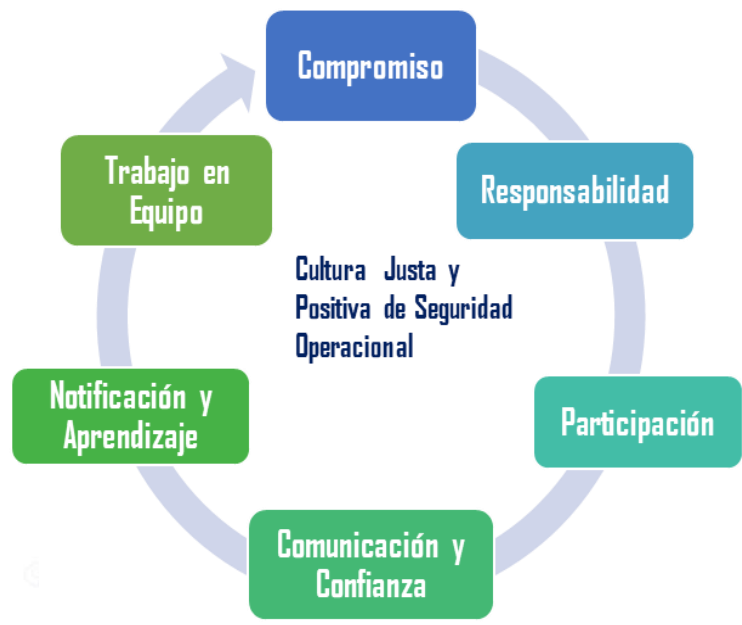 Compromiso
Responsabilidad
Participación
Comunicación y
Confianza
Notificación y
Aprendizaje
Trabajo en
Equipo
Cultura Justa y
Positiva de Seguridad
Operacional